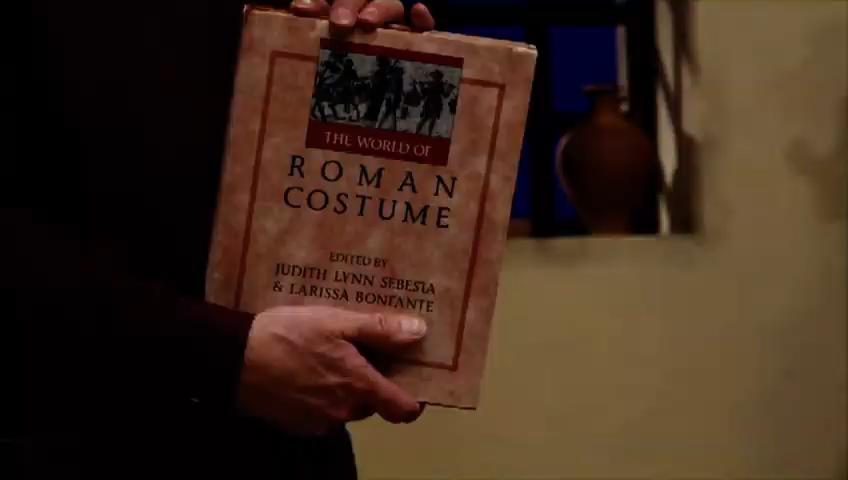 THE WORLD OF
ROMAN
COSTUME
EDITED BY
JUDITH LYNN SEBESTA
& LARISSA BONFANTE